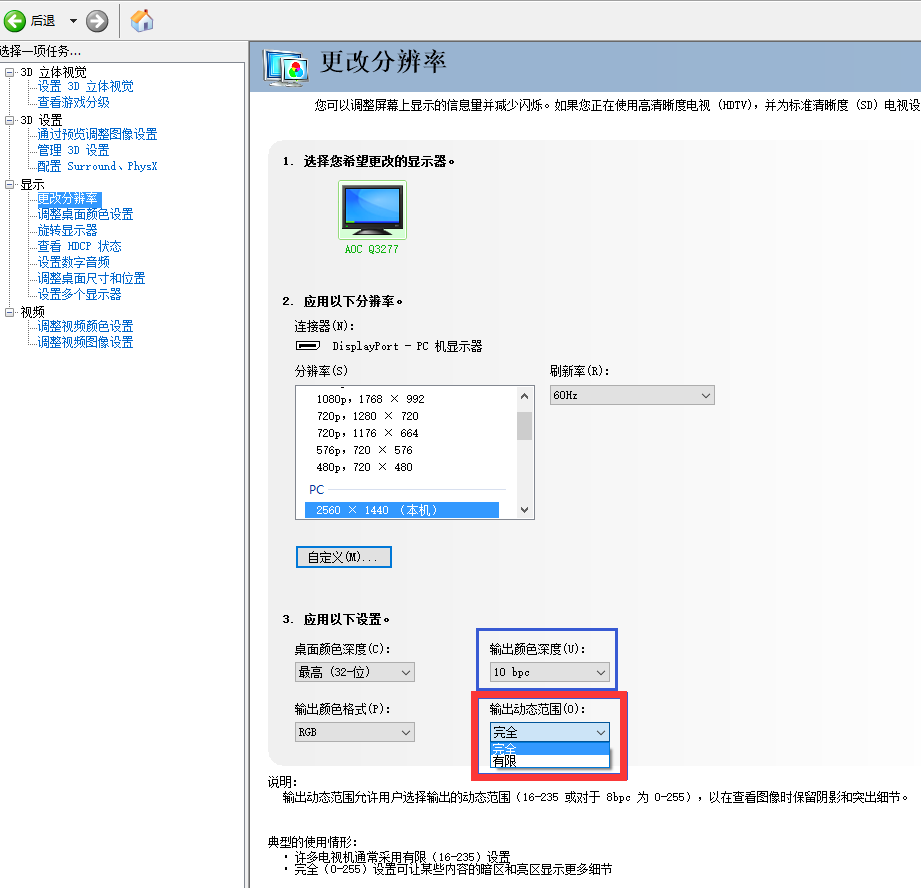 后退
选择一项任务...
3D 立体视觉
设置 3D 立体视觉
查看游戏分级
3D 设置
通过预览调整图像设置
管理 3D 设置
配置 Surround、PhysX
显示
更改分辨率
调整桌面颜色设置
旋转显示器
查看 HDCP 状态
设置数字音频
调整桌面尺寸和位置
设置多个显示器
视频
调整视频颜色设置
调整视频图像设置
更改分辨率
您可以调整屏幕上显示的信息量并减少闪烁。如果您正在使用高清晰度电视 (HDTV)，并为标准清晰度 (SD) 电视设
1. 选择您希望更改的显示器。
AOC Q3277
2. 应用以下分辨率。
连接器(N):
DisplayPort - PC 机显示器
分辨率(S)
刷新率(R):
60Hz
1080p，1768 × 992
720p，1280 × 720
720p，1176 × 664
576p，720 × 576
480p，720 × 480
PC
2560 × 1440 （本机）
自定义(M)...
3. 应用以下设置。
桌面颜色深度(C):
输出颜色深度(U):
最高（32-位）
10 bpc
输出颜色格式(P):
输出动态范围(O):
RGB
完全
完全
有限
说明:
输出动态范围允许用户选择输出的动态范围（16-235 或对于 8bpc 为 0-255），以在查看图像时保留阴影和突出细节。
典型的使用情形:
· 许多电视机通常采用有限（16-235）设置
· 完全（0-255）设置可让某些内容的暗区和亮区显示更多细节